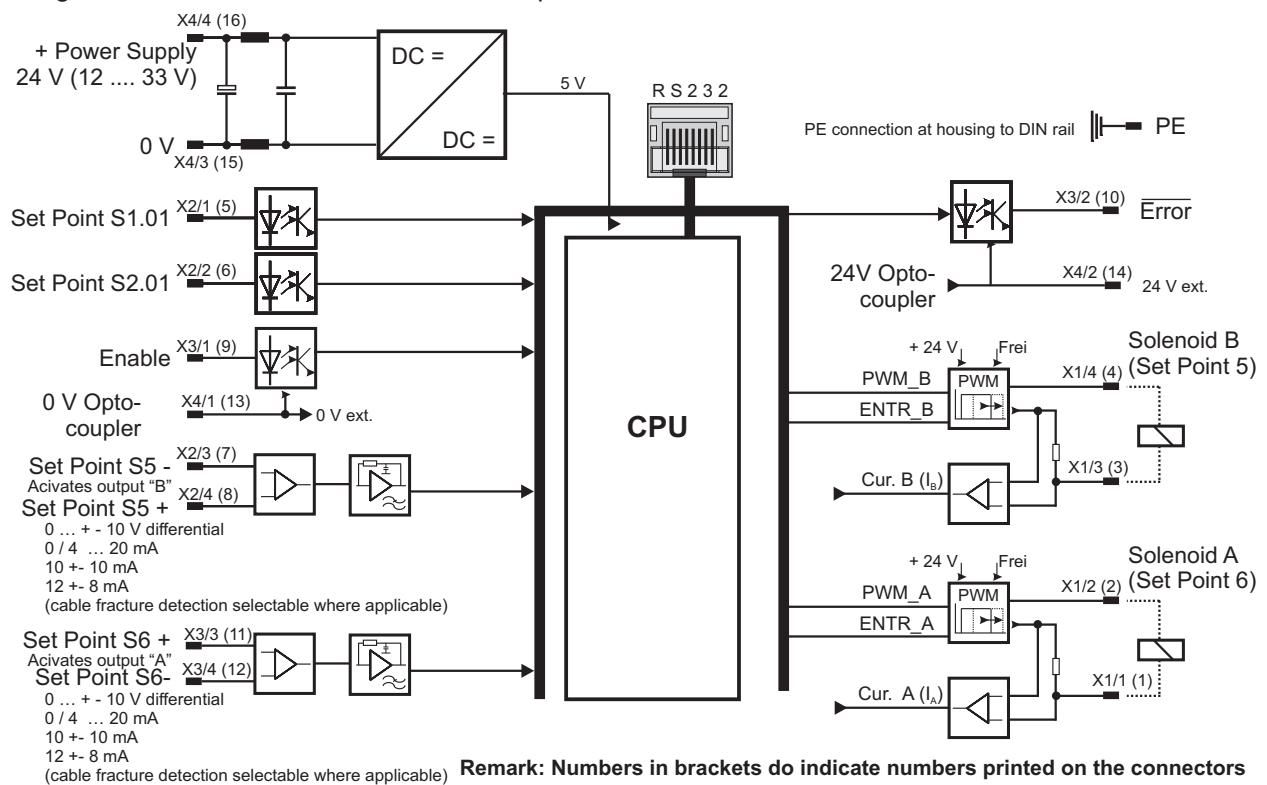 X4/4 (16)
+ Power Supply
24 V (12 .... 33 V)
0 V
X4/3 (15)
DC =
DC =
5 V
R S 2 3 2
PE connection at housing to DIN rail
PE
Set Point S1.01
X2/1 (5)
Set Point S2.01
X2/2 (6)
Enable
X3/1 (9)
0 V Opto-
coupler
X4/1 (13)
0 V ext.
Set Point S5 -
X2/3 (7)
Acivates output “B”
Set Point S5 +
X2/4 (8)
0 ... + - 10 V differential
0 / 4 ... 20 mA
10 +- 10 mA
12 +- 8 mA
(cable fracture detection selectable where applicable)
Set Point S6 +
X3/3 (11)
Acivates output “A”
Set Point S6-
X3/4 (12)
0 ... + - 10 V differential
0 / 4 ... 20 mA
10 +- 10 mA
12 +- 8 mA
(cable fracture detection selectable where applicable)
CPU
X3/2 (10)
Error
24V Opto-
coupler
X4/2 (14)
24 V ext.
+ 24 V
Frei
PWM_B
ENTR_B
PWM
X1/4 (4)
Solenoid B
(Set Point 5)
Cur. B (IB)
X1/3 (3)
+ 24 V
Frei
PWM_A
ENTR_A
PWM
X1/2 (2)
Solenoid A
(Set Point 6)
Cur. A (IA)
X1/1 (1)
Remark: Numbers in brackets do indicate numbers printed on the connectors